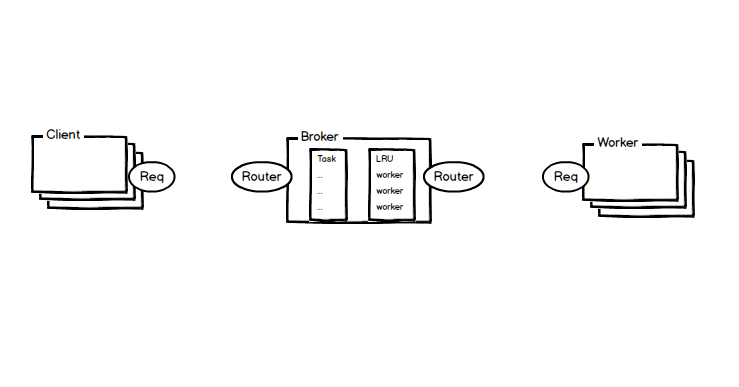 Client
Req
Router
Broker
Task
...
...
...
LRU
worker
worker
worker
Router
Req
Worker